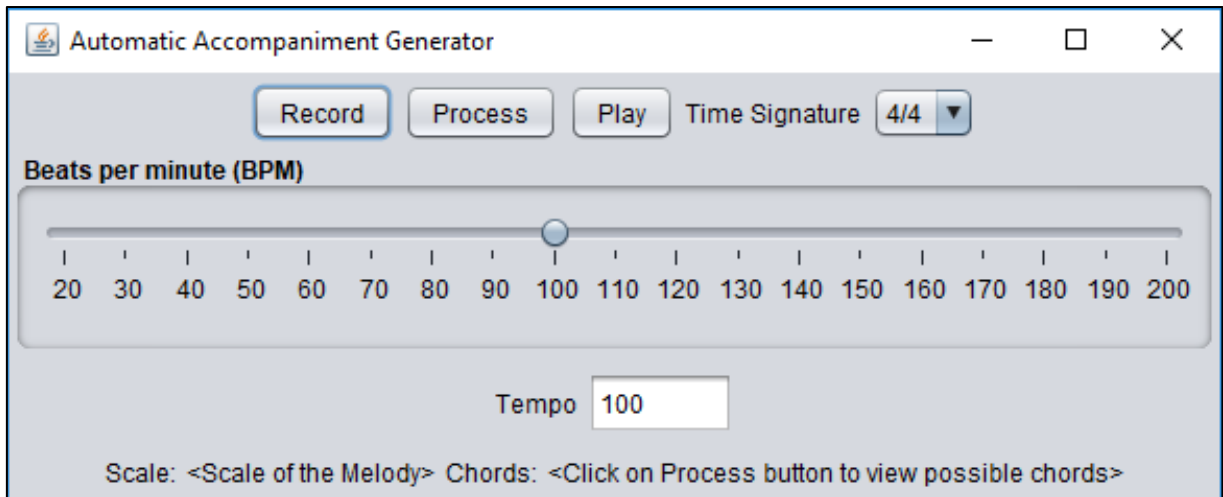 Automatic Accompaniment Generator
Record Process Play Time Signature 4/4
Beats per minute (BPM)
20 30 40 50 60 70 80 90 100 110 120 130 140 150 160 170 180 190 200
Tempo 100
Scale: <Scale of the Melody> Chords: <Click on Process button to view possible chords>